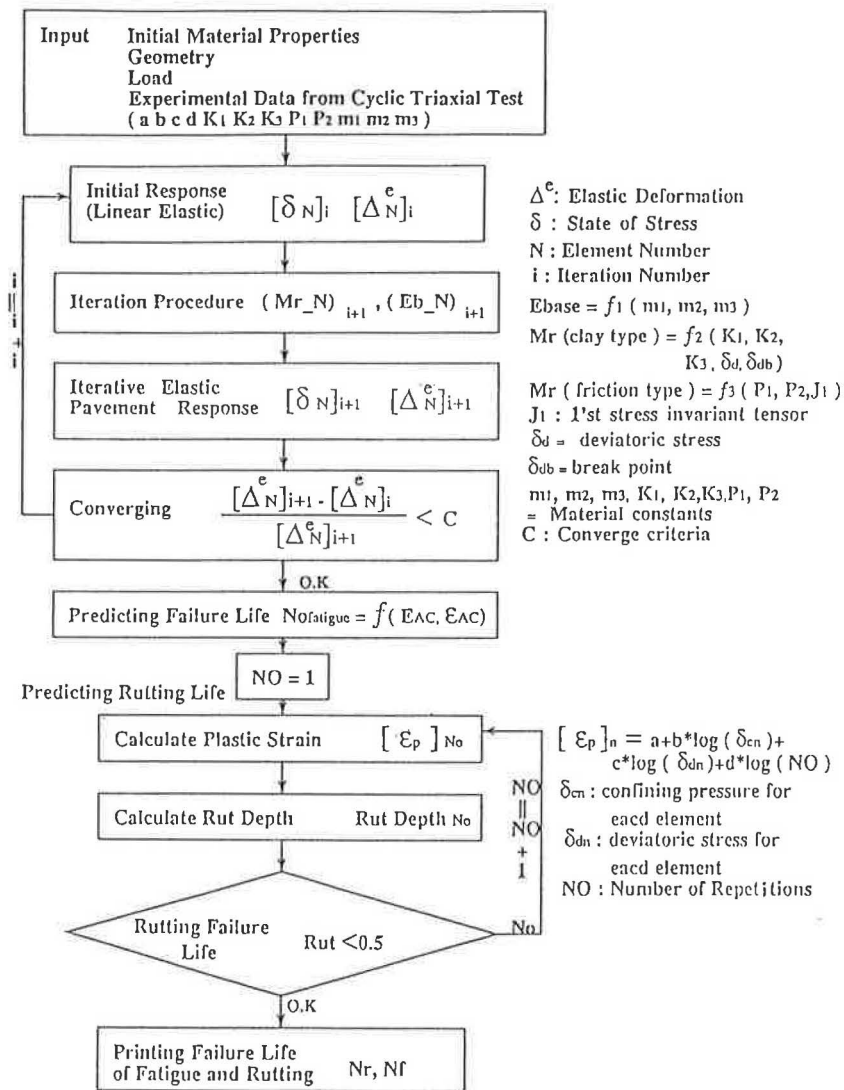 Input Initial Material Properties
Geometry
Load
Experimental Data from Cyclic Triaxial Test
( a b c d K1 K2 K3 P1 P2 m1 m2 m3 )
Initial Response
(Linear Elastic) [δ N]i [Δ^e N]i
i = i + 1
Iteration Procedure ( Mr_N) i+1 , ( Eb_N) i+1
Iterative Elastic
Pavement Response [δ N]i+1 [Δ^e N]i+1
Converging [Δ^e N]i+1 - [Δ^e N]i
[Δ^e N]i+1
< C
O.K
Predicting Failure Life Nofatigue = f( EAC, εAC)
NO = 1
Predicting Rutting Life
Calculate Plastic Strain [ εp ] No
Calculate Rut Depth Rut Depth No
NO = NO + 1
Rutting Failure
Life Rut <0.5
No
O.K
Printing Failure Life
of Fatigue and Rutting Nr, Nf
Δ^e: Elastic Deformation
δ : State of Stress
N : Element Number
i : Iteration Number
Ebase = f1 ( m1, m2, m3 )
Mr (clay type ) = f2 ( K1, K2,
K3, δd, δdb )
Mr ( friction type ) = f3 ( P1, P2,J1 )
J1 : 1'st stress invariant tensor
δd = deviatoric stress
δdb = break point
m1, m2, m3, K1, K2,K3,P1, P2
= Material constants
C : Converge criteria
[ εp ]n = a+b*log ( δcn)+
c*log ( δdn)+d*log ( NO )
δcn : confining pressure for
eacd element
δdn : deviatoric stress for
eacd element
NO : Number of Repetitions